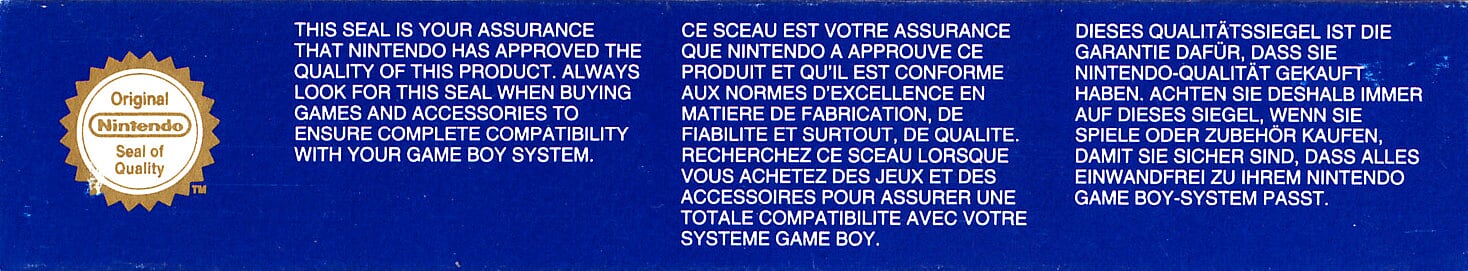 Original
Nintendo
Seal of
Quality
TM
THIS SEAL IS YOUR ASSURANCE
THAT NINTENDO HAS APPROVED THE
QUALITY OF THIS PRODUCT. ALWAYS
LOOK FOR THIS SEAL WHEN BUYING
GAMES AND ACCESSORIES TO
ENSURE COMPLETE COMPATIBILITY
WITH YOUR GAME BOY SYSTEM.
CE SCEAU EST VOTRE ASSURANCE
QUE NINTENDO A APPROUVE CE
PRODUIT ET QU'IL EST CONFORME
AUX NORMES D'EXCELLENCE EN
MATIERE DE FABRICATION, DE
FIABILITE ET SURTOUT, DE QUALITE.
RECHERCHEZ CE SCEAU LORSQUE
VOUS ACHETEZ DES JEUX ET DES
ACCESSOIRES POUR ASSURER UNE
TOTALE COMPATIBILITE AVEC VOTRE
SYSTEME GAME BOY.
DIESES QUALITÄTSSIEGEL IST DIE
GARANTIE DAFÜR, DASS SIE
NINTENDO-QUALITÄT GEKAUFT
HABEN. ACHTEN SIE DESHALB IMMER
AUF DIESES SIEGEL, WENN SIE
SPIELE ODER ZUBEHÖR KAUFEN,
DAMIT SIE SICHER SIND, DASS ALLES
EINWANDFREI ZU IHREM NINTENDO
GAME BOY-SYSTEM PASST.